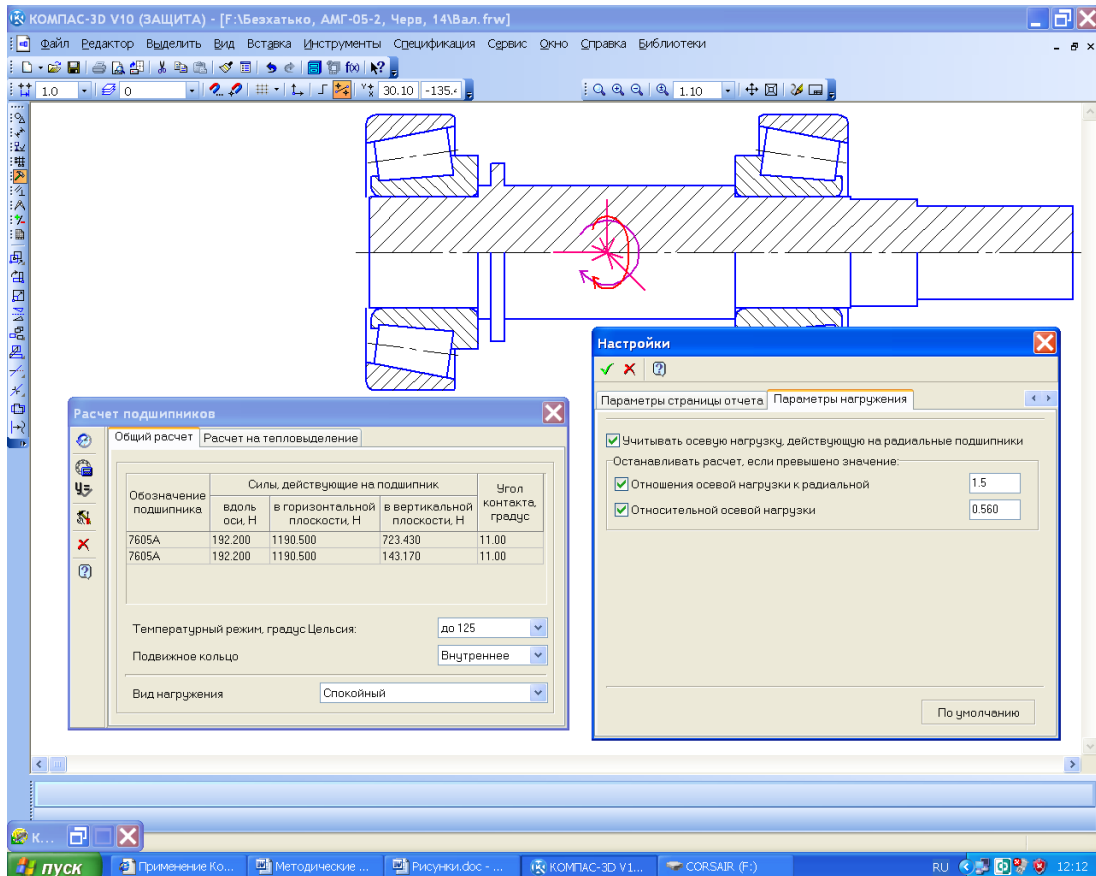 КОМПАС-3D V10 (ЗАЩИТА) - [F:\Безхатько, АМГ-05-2, Черв, 14\Вал.frw]
Файл Редактор Выделить Вид Вставка Инструменты Спецификация Сервис Окно Справка Библиотеки
f(x)
1.0 0 30.10 -135.4 1.10
Расчет подшипников
Общий расчет Расчет на тепловыделение
Обозначение подшипника
Силы, действующие на подшипник
вдоль оси, Н
в горизонтальной плоскости, Н
в вертикальной плоскости, Н
Угол контакта, градус
7605А 192.200 1190.500 723.430 11.00
7605А 192.200 1190.500 143.170 11.00
Температурный режим, градус Цельсия: до 125
Подвижное кольцо Внутреннее
Вид нагружения Спокойный
Настройки
Параметры страницы отчета Параметры нагружения
Учитывать осевую нагрузку, действующую на радиальные подшипники
Останавливать расчет, если превышено значение:
Отношения осевой нагрузки к радиальной 1.5
Относительной осевой нагрузки 0.560
По умолчанию
К...
пуск Применение Ко... Методические ... Рисунки.doc - ... КОМПАС-3D V1... CORSAIR (F:) RU 12:12